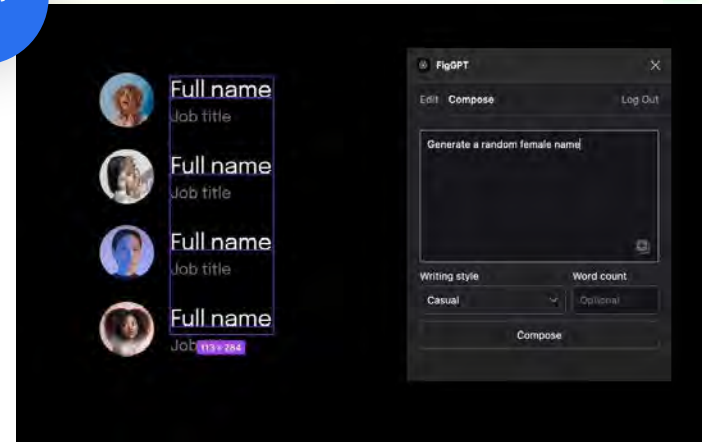 Full name
Job title
Full name
Job title
Full name
Job title
Full name
Job
113 × 284
FigGPT
Edit Compose Log Out
Generate a random female name
Writing style Word count
Casual Optional
Compose